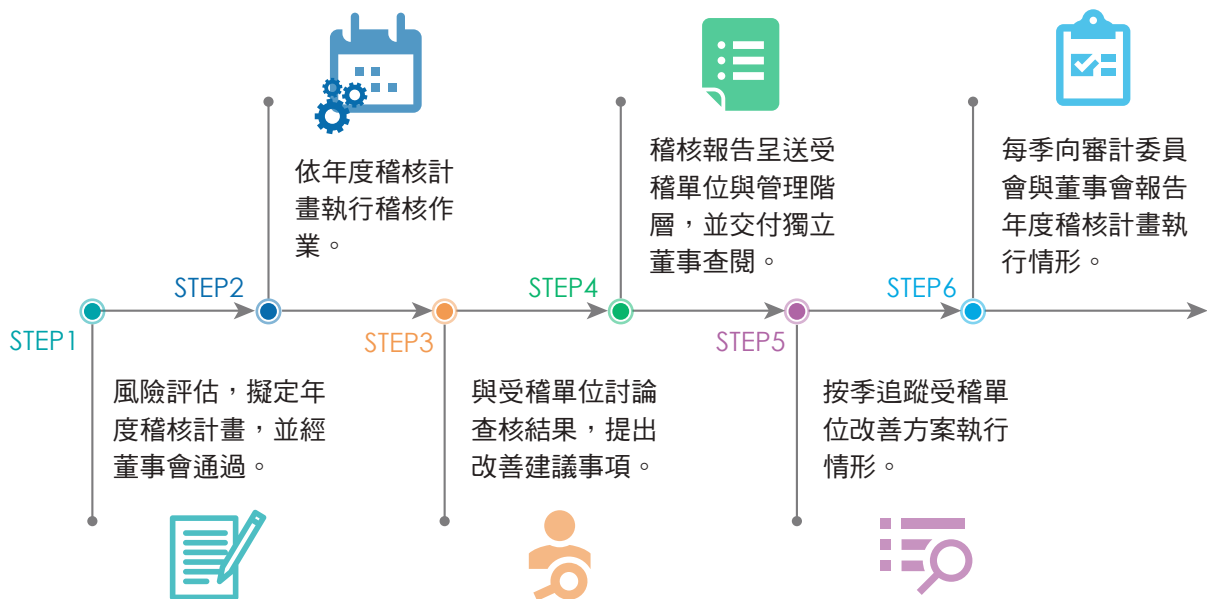 STEP1
風險評估，擬定年
度稽核計畫，並經
董事會通過。
STEP2
依年度稽核計
畫執行稽核作
業。
STEP3
與受稽單位討論
查核結果，提出
改善建議事項。
STEP4
稽核報告呈送受
稽單位與管理階
層，並交付獨立
董事查閱。
STEP5
按季追蹤受稽單
位改善方案執行
情形。
STEP6
每季向審計委員
會與董事會報告
年度稽核計畫執
行情形。